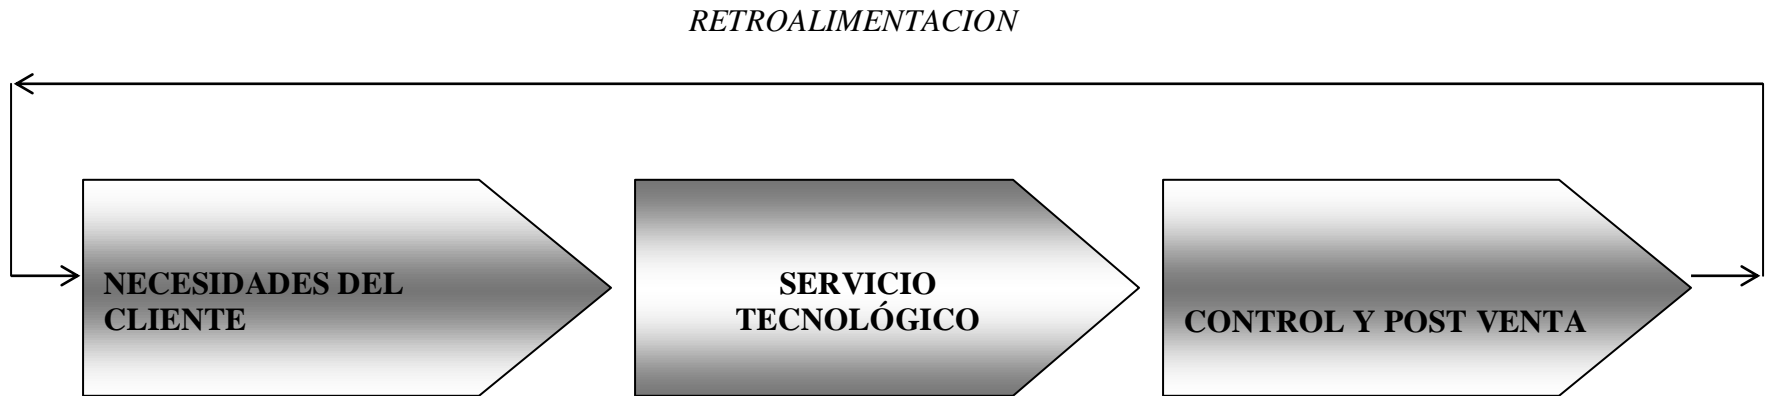 RETROALIMENTACION
NECESIDADES DEL
CLIENTE
SERVICIO
TECNOLÓGICO
CONTROL Y POST VENTA